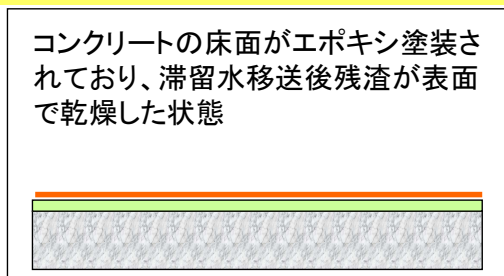 コンクリートの床面がエポキシ塗装さ
れており、滞留水移送後残渣が表面
で乾燥した状態